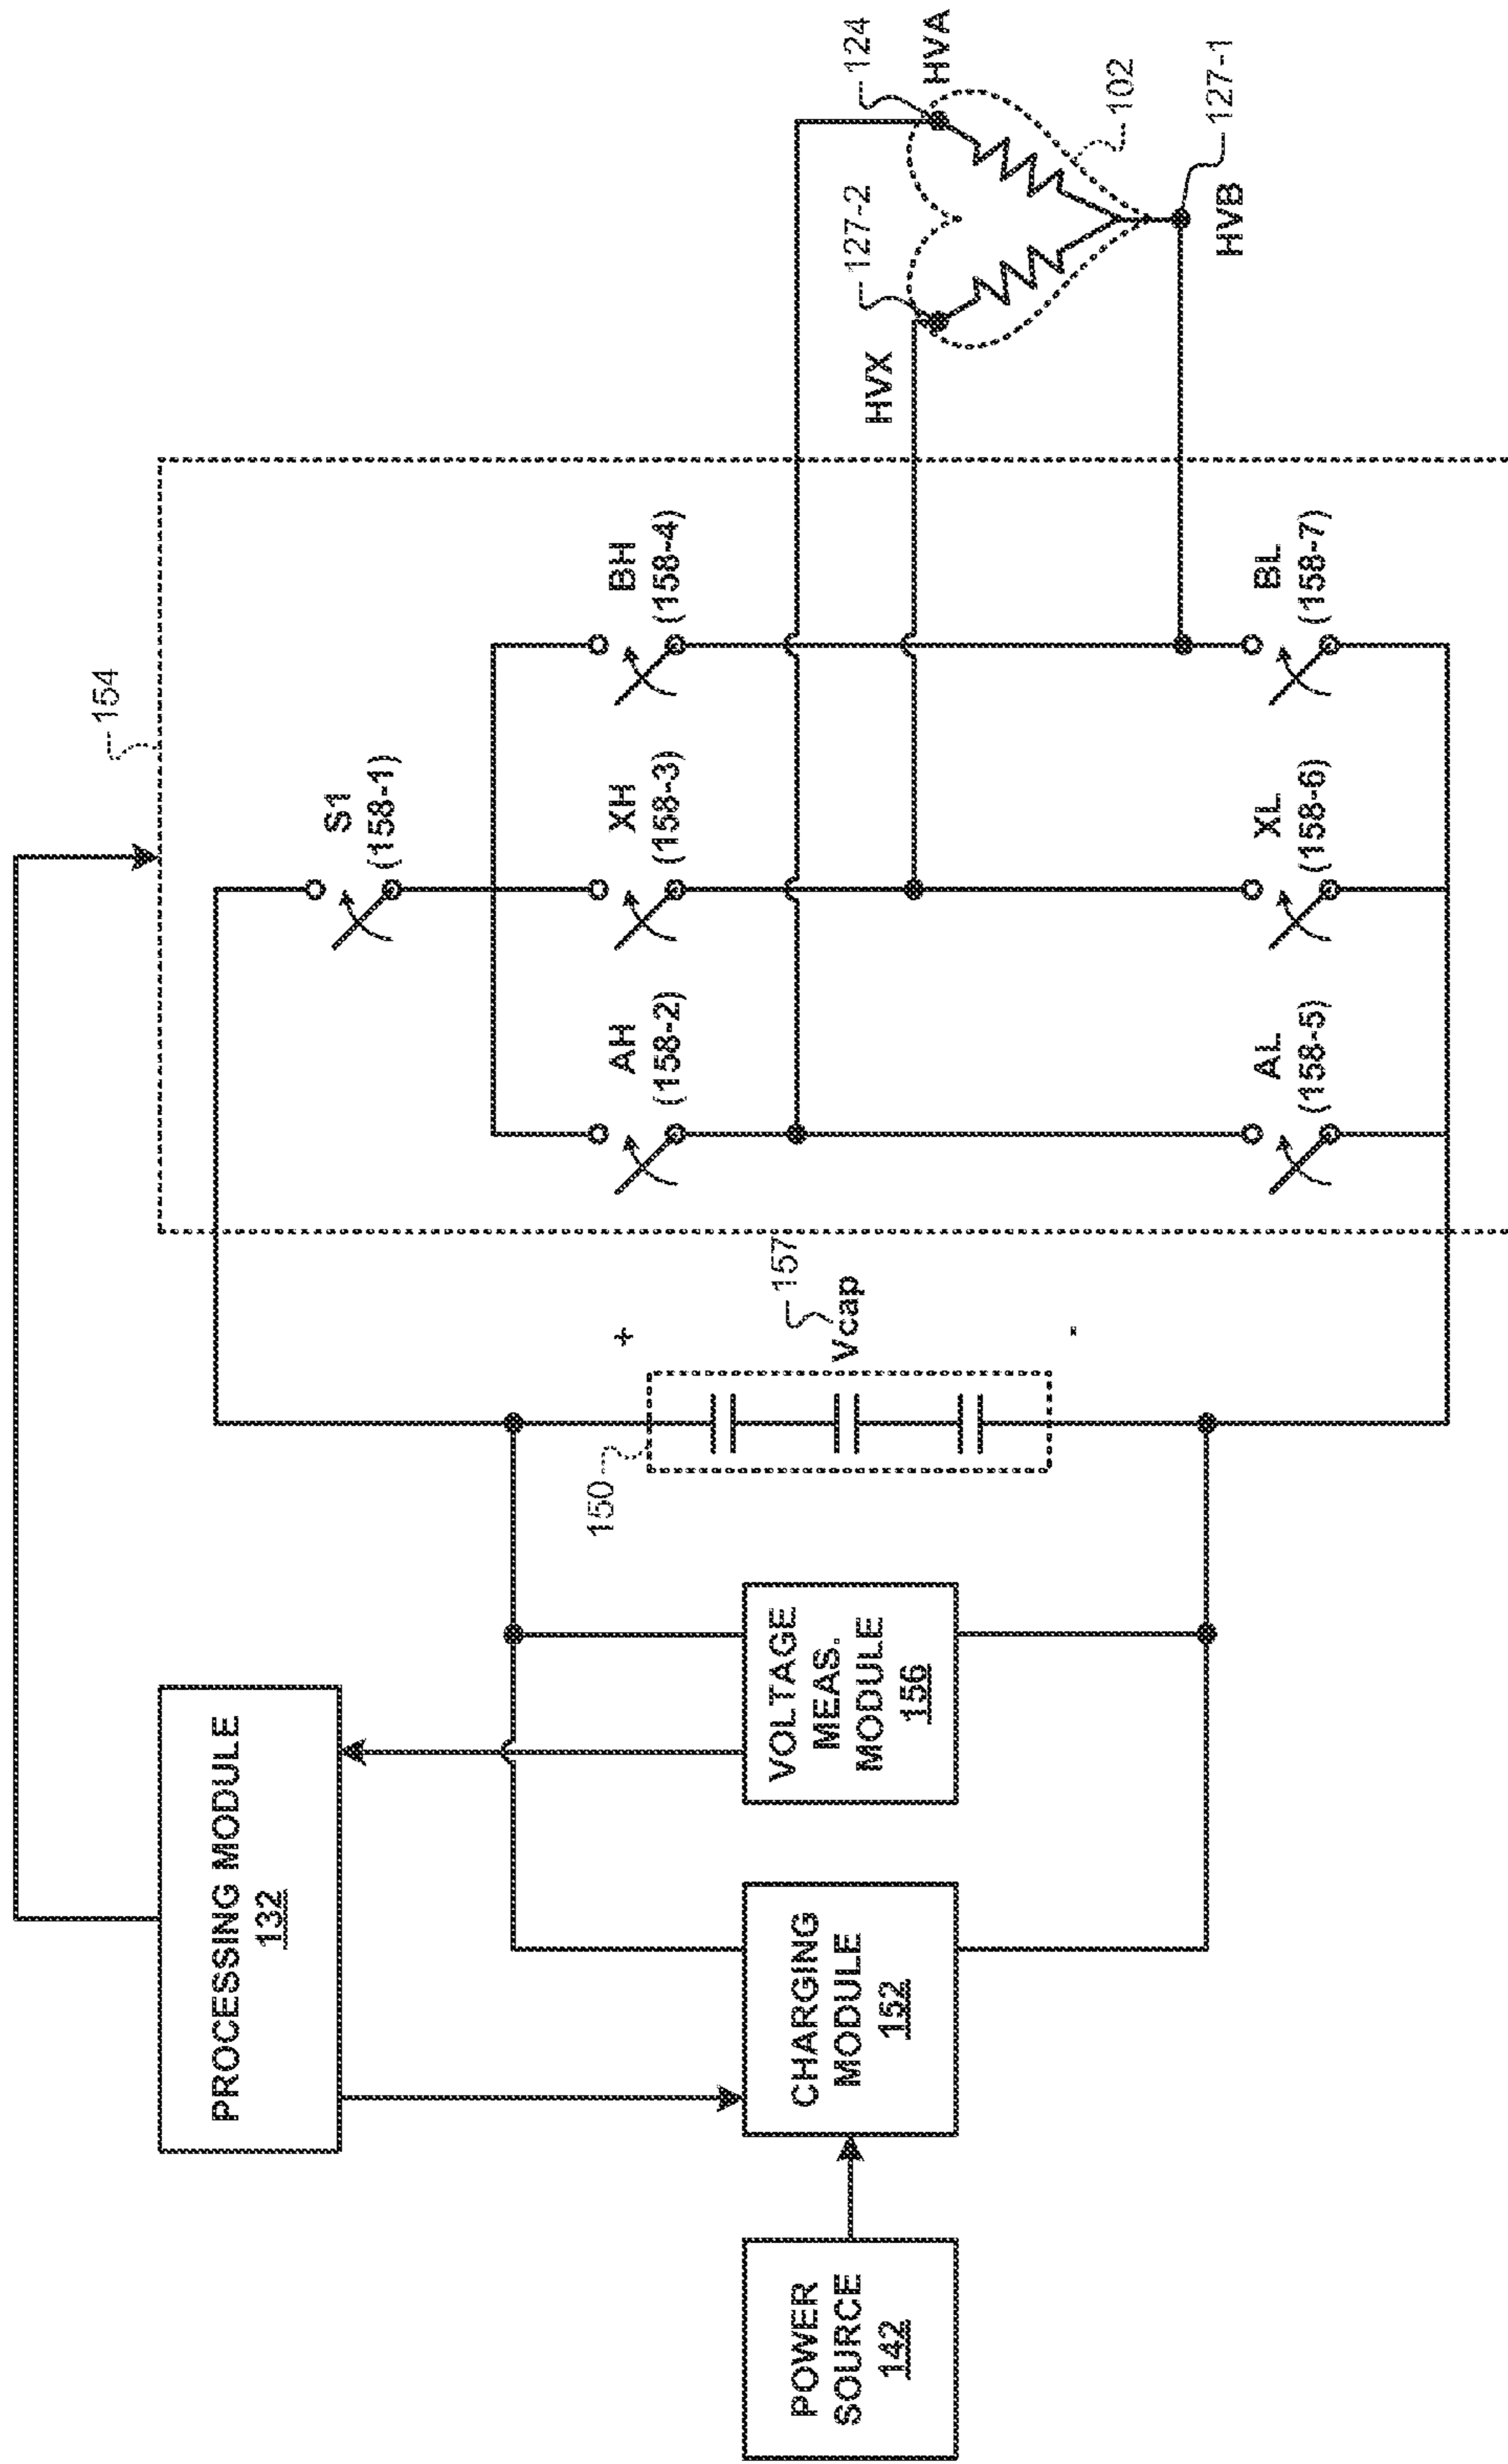 154
PROCESSING MODULE
132
S1
(158-1)
AH
(158-2)
XH
(158-3)
BH
(158-4)
150
+
157
Vcap
-
POWER
SOURCE
142
CHARGING
MODULE
152
VOLTAGE
MEAS.
MODULE
156
HVX
127-2
124
HVA
102
127-1
HVB
AL
(158-5)
XL
(158-6)
BL
(158-7)